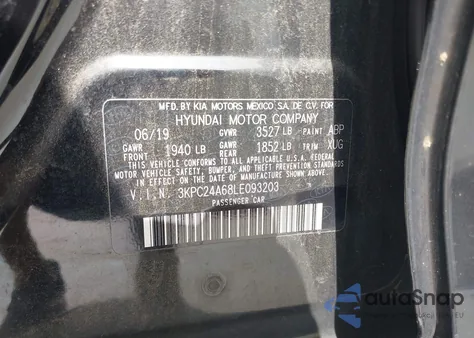 MFD. BY KIA MOTORS MEXICO S.A. DE C.V. FOR
HYUNDAI MOTOR COMPANY
06/19 GVWR 3527 LB PAINT ABP
GAWR FRONT 1940 LB GAWR REAR 1852 LB TRIM XUG
THIS VEHICLE CONFORMS TO ALL APPLICABLE U.S. FEDERAL MOTOR
VEHICLE SAFETY, BUMPER, AND THEFT PREVENTION STANDARDS
IN EFFECT ON THE DATE OF MANUFACTURE SHOWN ABOVE.
V.I.N. 3KPC24A68LE093203
PASSENGER CAR
autoSnap